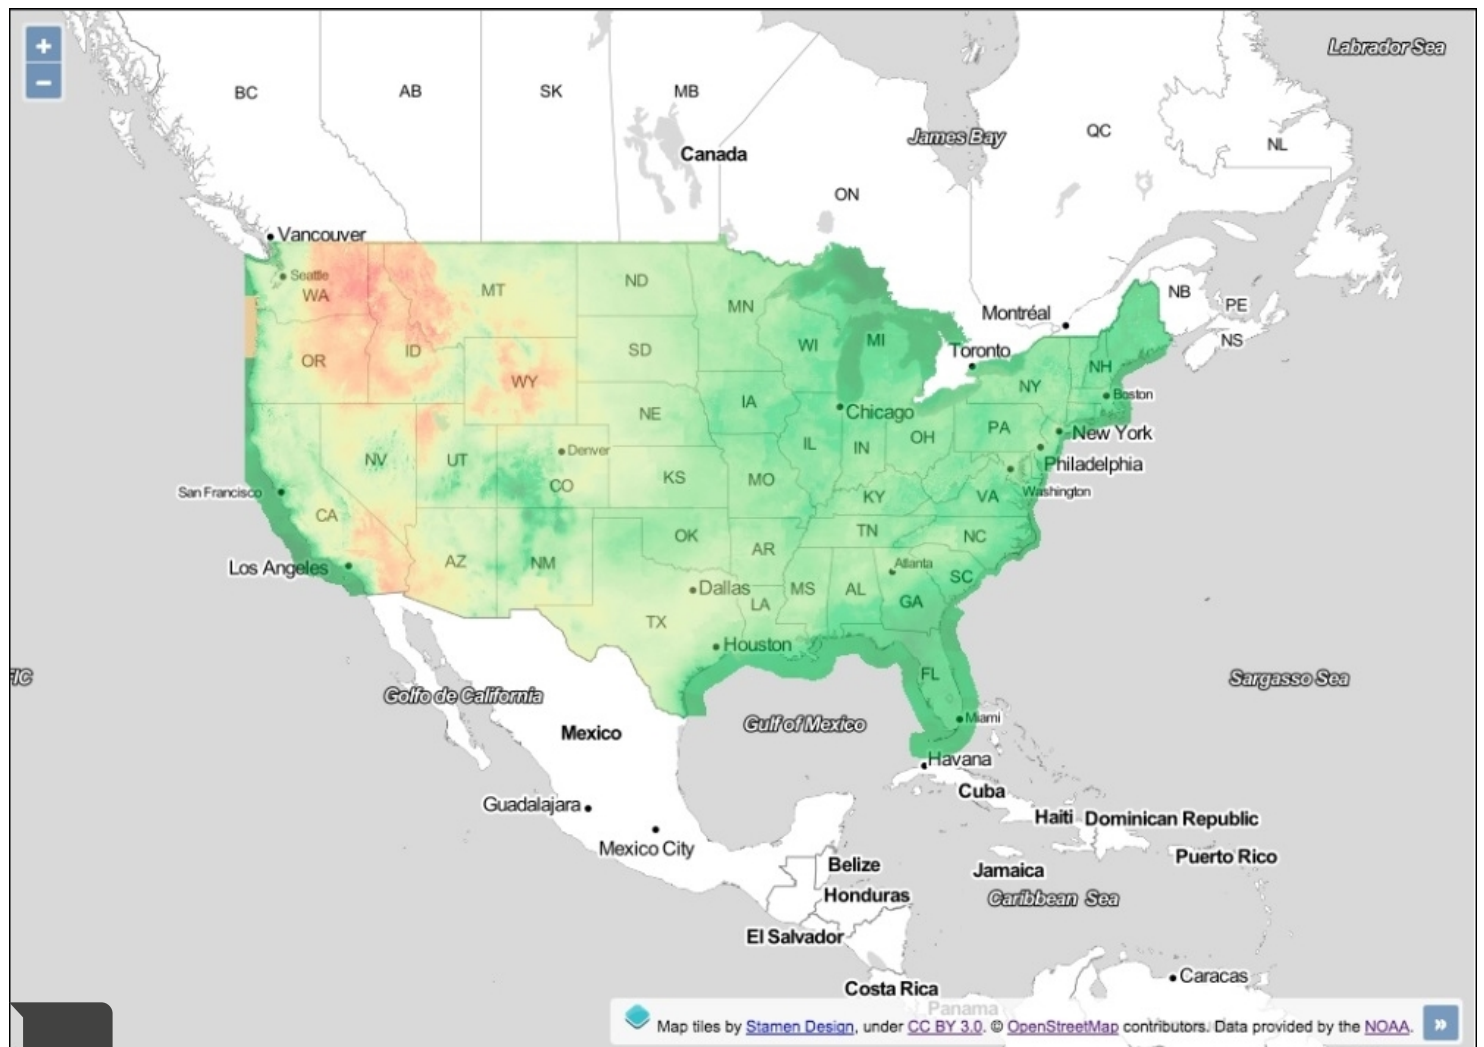 +
Labrador Sea
−
BC
AB
SK
MB
James Bay
QC
NL
Canada
ON
Vancouver
Seattle
WA
MT
ND
MN
NB
PE
Montréal
NS
OR
ID
SD
WI
MI
Toronto
NH
WY
NY
Boston
NE
IA
Chicago
PA
New York
NV
UT
Denver
CO
KS
MO
IL
IN
OH
Philadelphia
San Francisco
KY
VA
Washington
CA
OK
TN
NC
Los Angeles
AZ
NM
AR
Atlanta
Dallas
MS
AL
SC
LA
GA
TX
Houston
FL
FIC
Sargasso Sea
Golfo de California
Gulf of Mexico
Miami
Mexico
Havana
Cuba
Guadalajara
Haiti
Dominican Republic
Mexico City
Puerto Rico
Belize
Jamaica
Honduras
Caribbean Sea
El Salvador
Caracas
Costa Rica
Panama
Map tiles by Stamen Design, under CC BY 3.0. © OpenStreetMap contributors. Data provided by the NOAA.
»